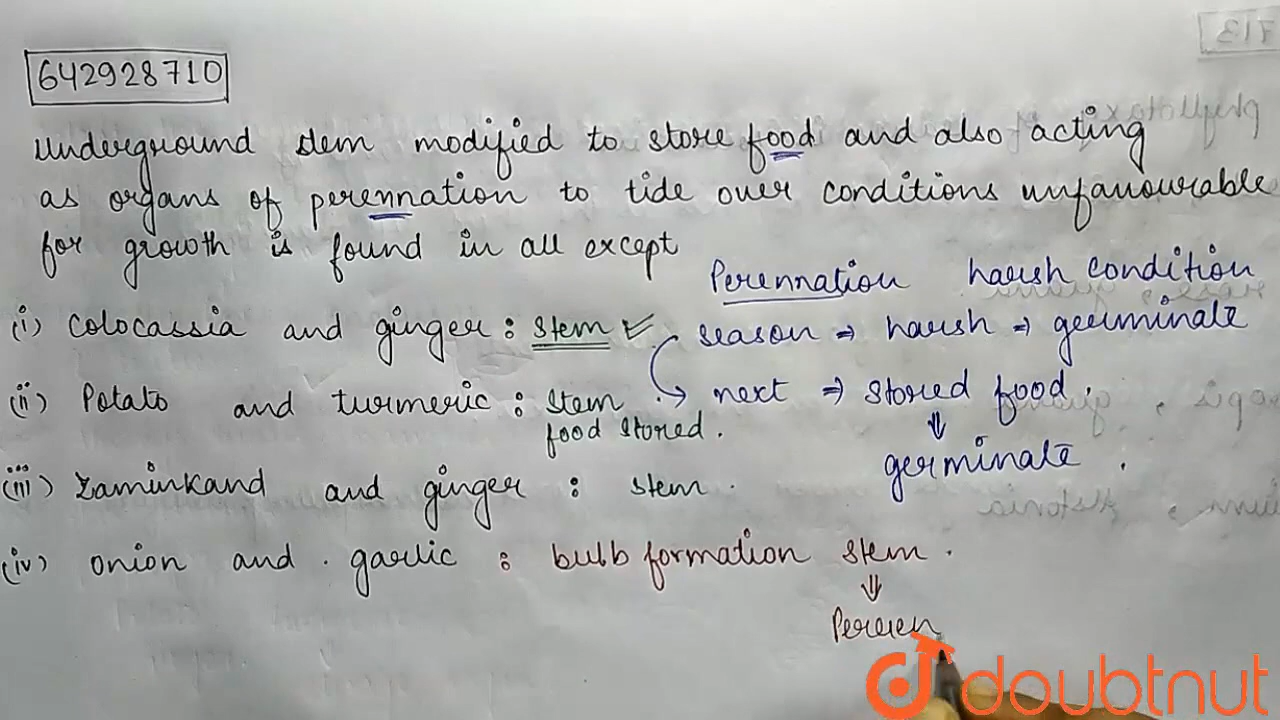 642928710
underground stem modified to store food and also acting
as organs of perennation to tide over conditions unfavourable
for growth is found in all except
Perennation harsh condition
(i) Colocassia and ginger : stem ✓
season ⇒ harsh ⇒ germinate
(ii) Potato and turmeric : stem
food stored.
next ⇒ stored food.
⇓
germinate.
(iii) Zaminkand and ginger : stem.
(iv) onion and. garlic : bulb formation stem.
⇓
Peren
doubtnut